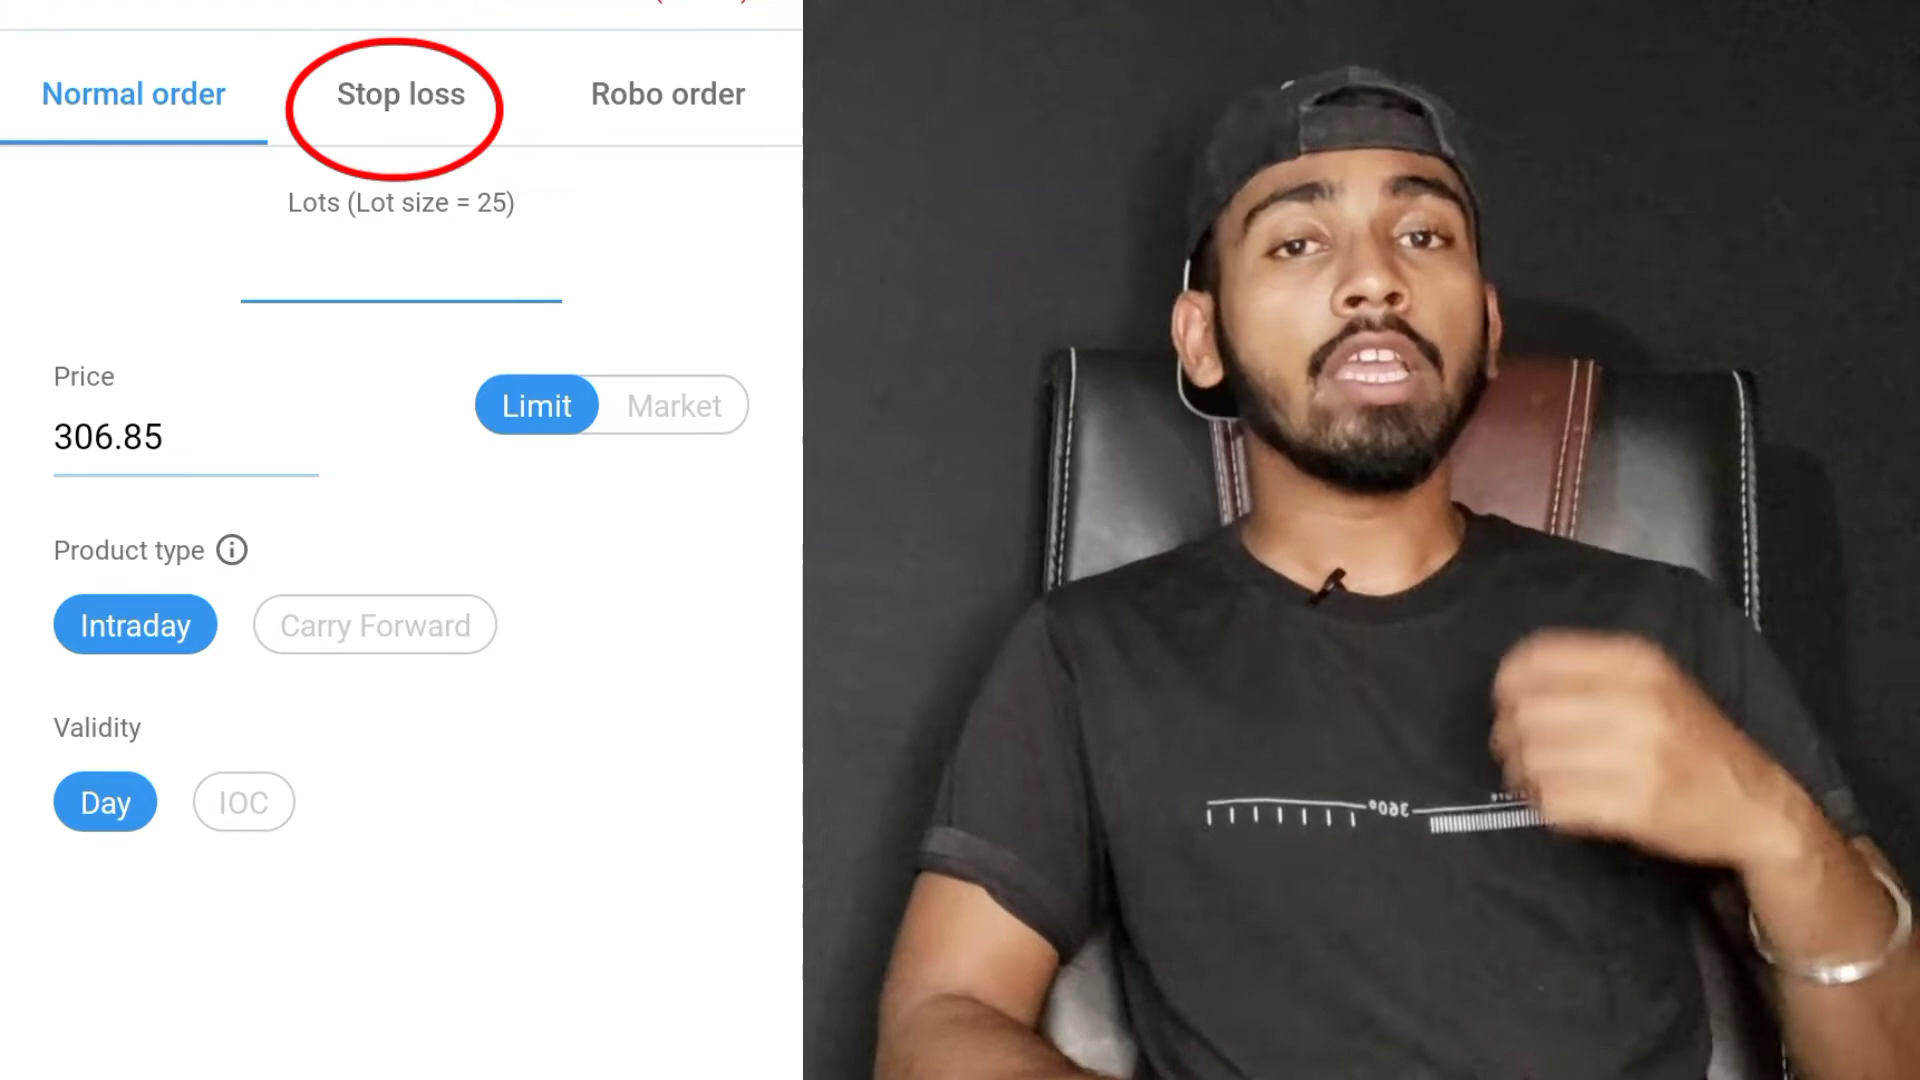 Normal order
Stop loss
Robo order
Lots (Lot size = 25)
Price
306.85
Limit
Market
Product type
Intraday
Carry Forward
Validity
Day
IOC
360°